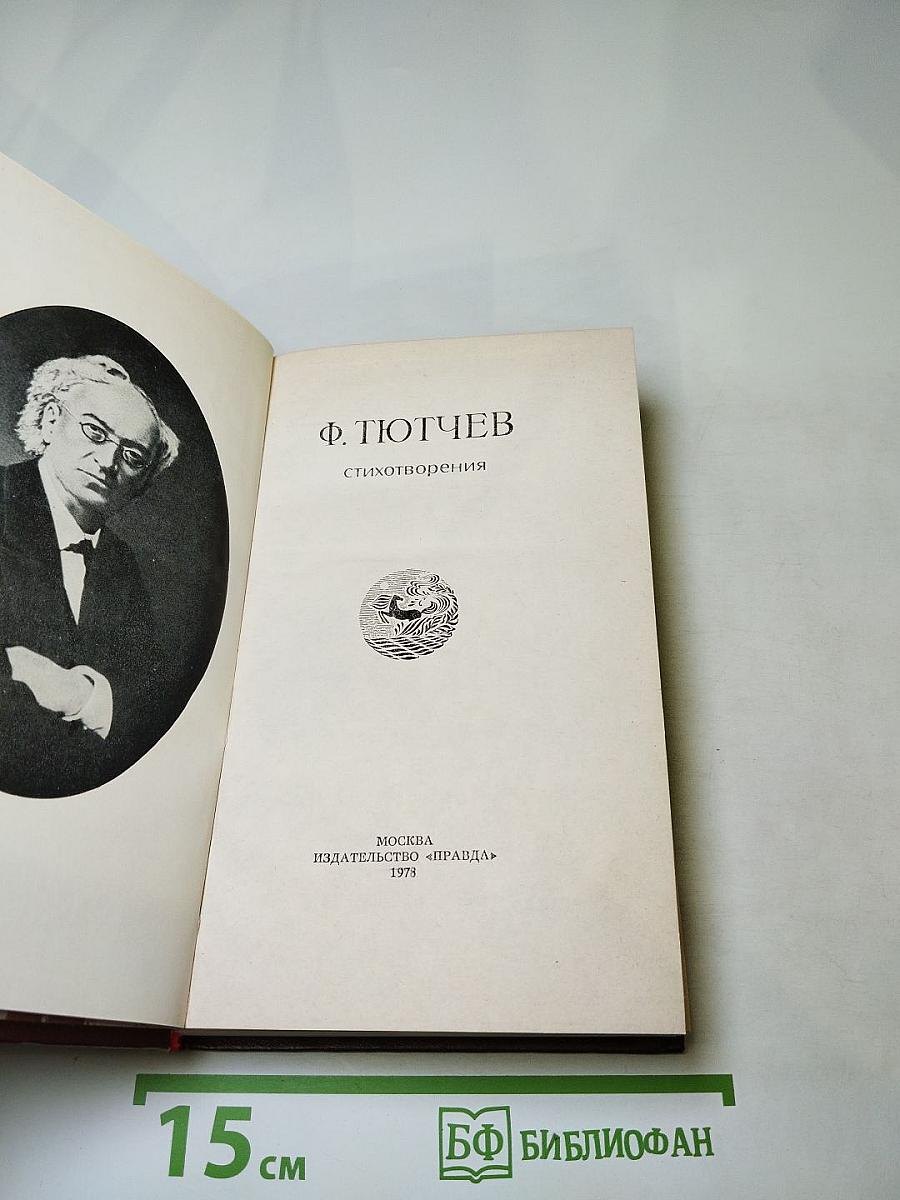 Ф. ТЮТЧЕВ
стихотворения
МОСКВА
ИЗДАТЕЛЬСТВО «ПРАВДА»
1978
15 см
БФ БИБЛИОФАН